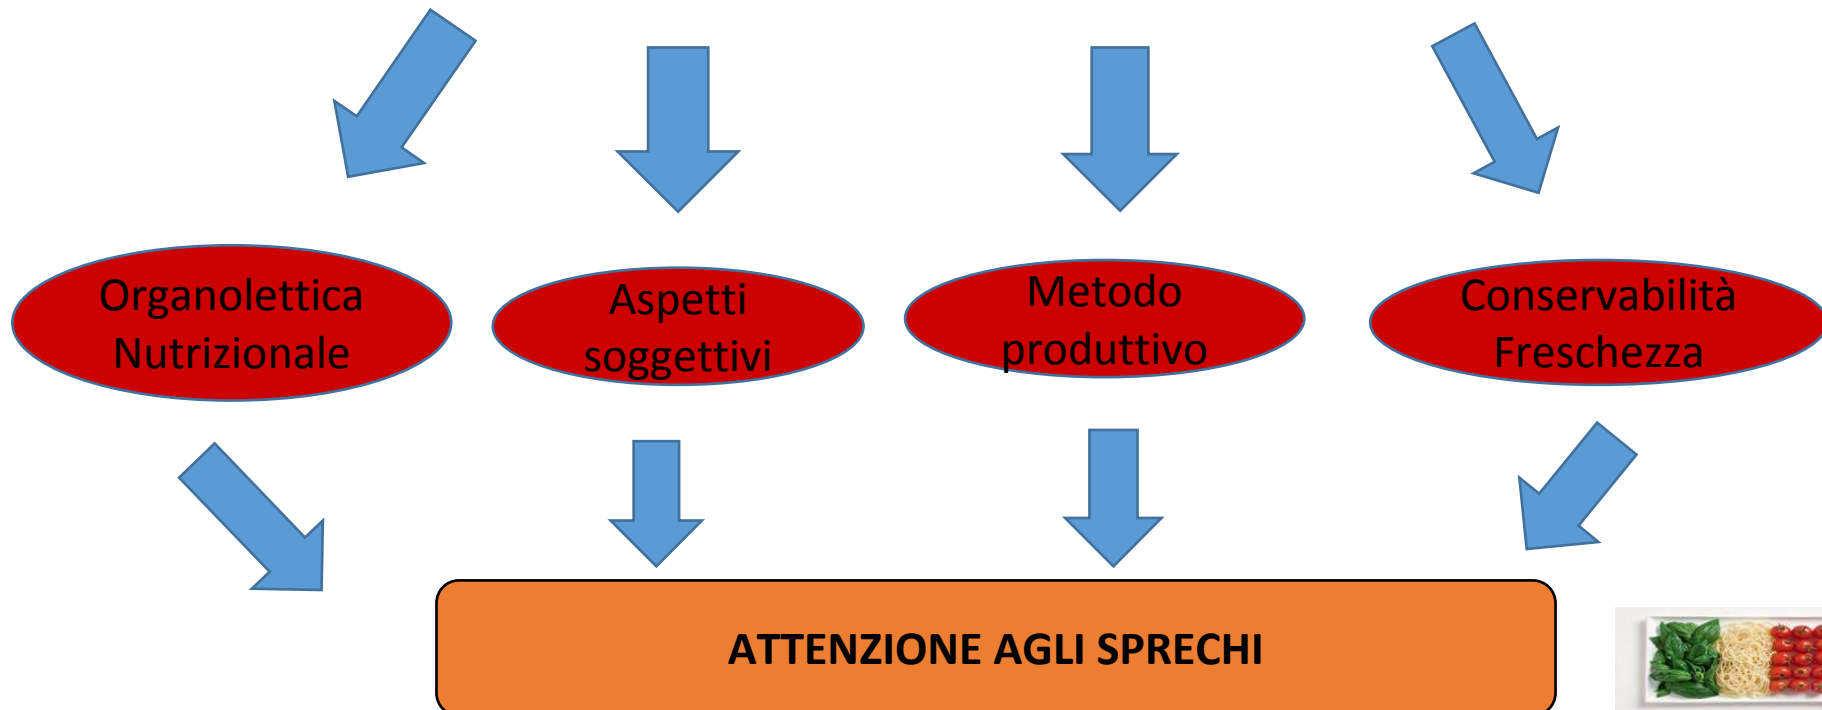 Organolettica
Nutrizionale
Aspetti
soggettivi
Metodo
produttivo
Conservabilità
Freschezza
ATTENZIONE AGLI SPRECHI